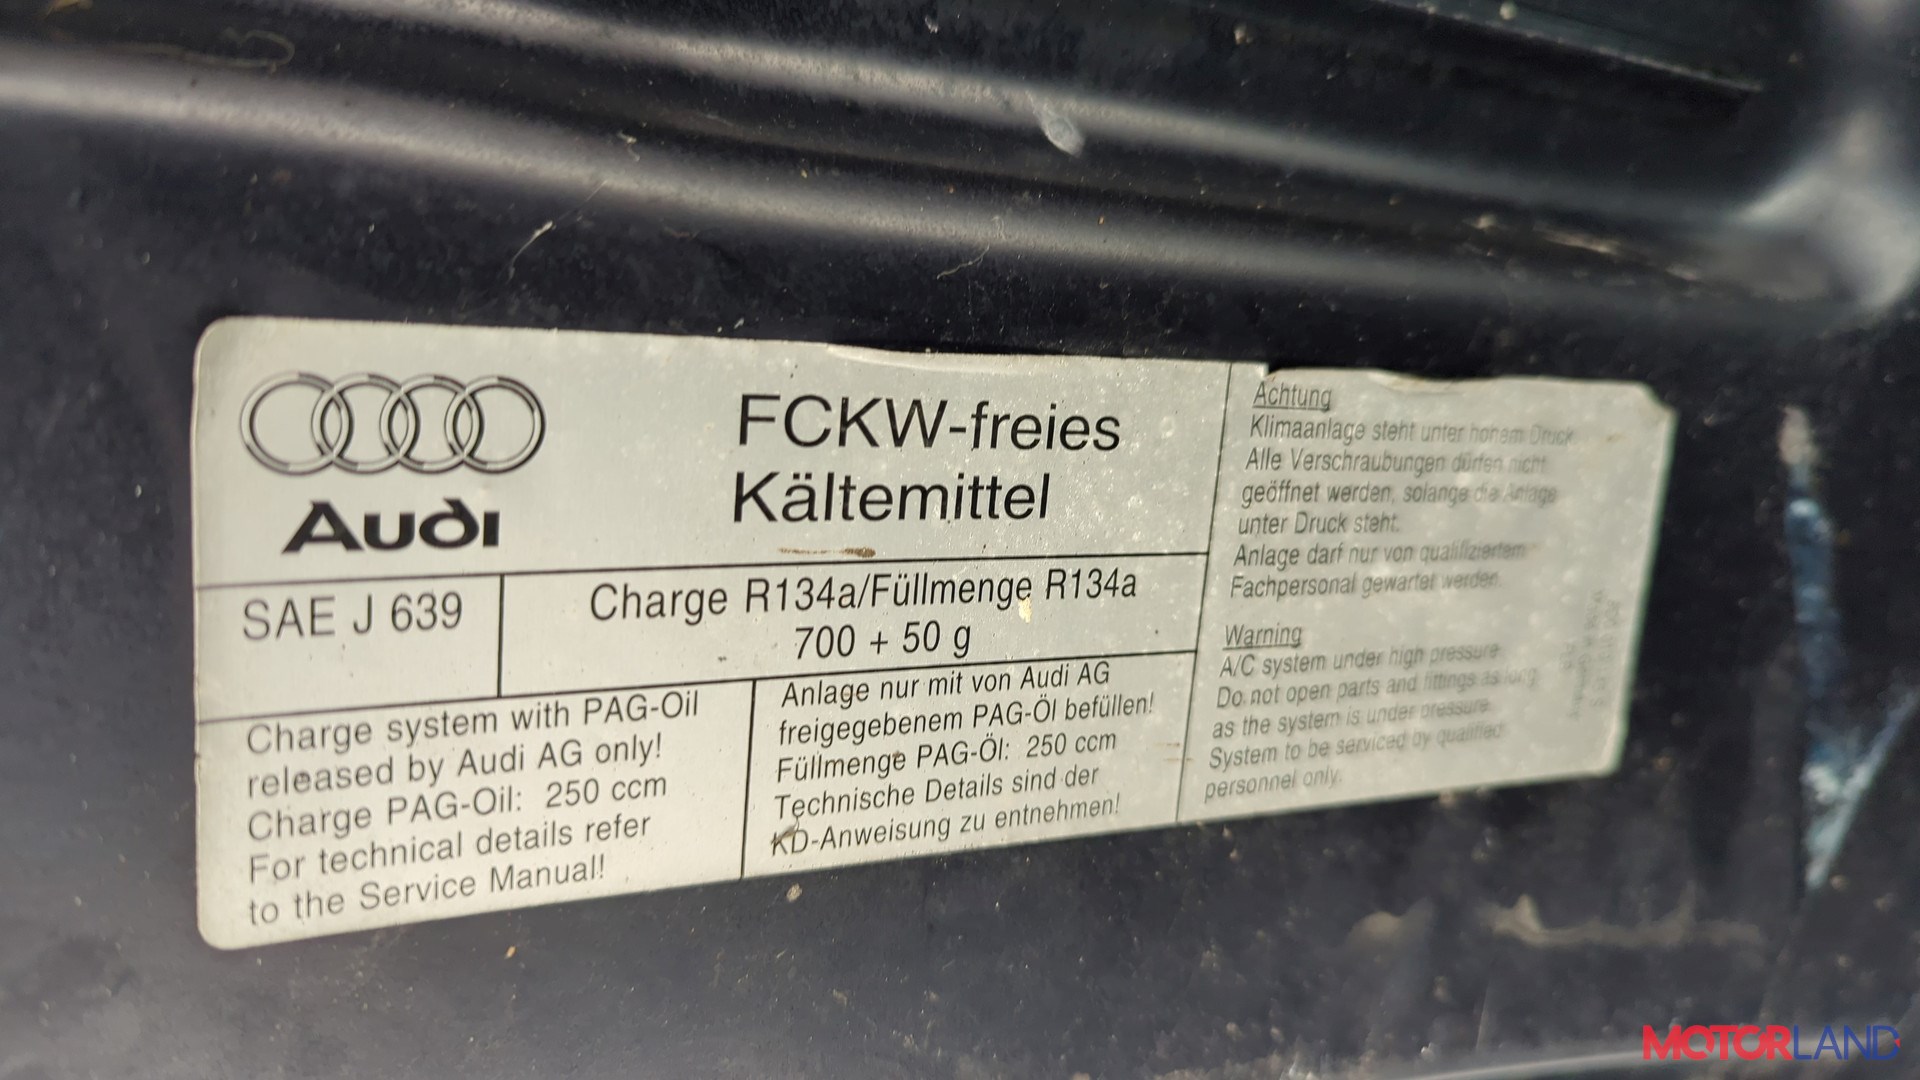 Audi
FCKW-freies
Kältemittel
SAE J 639
Charge R134a/Füllmenge R134a
700 + 50 g
Charge system with PAG-Oil
released by Audi AG only!
Charge PAG-Oil: 250 ccm
For technical details refer
to the Service Manual!
Anlage nur mit von Audi AG
freigegebenem PAG-Öl befüllen!
Füllmenge PAG-Öl: 250 ccm
Technische Details sind der
KD-Anweisung zu entnehmen!
Achtung
Klimaanlage steht unter hohem Druck
Alle Verschraubungen dürfen nicht
geöffnet werden, solange die Anlage
unter Druck steht.
Anlage darf nur von qualifiziertem
Fachpersonal gewartet werden.
Warning
A/C system under high pressure.
Do not open parts and fittings as long
as the system is under pressure.
System to be serviced by qualified
personnel only.
MOTORLAND